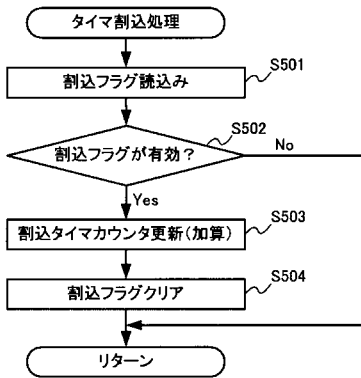 タイマ割込処理
S501
割込フラグ読込み
S502
割込フラグが有効？
No
Yes
S503
割込タイマカウンタ更新(加算)
S504
割込フラグクリア
リターン